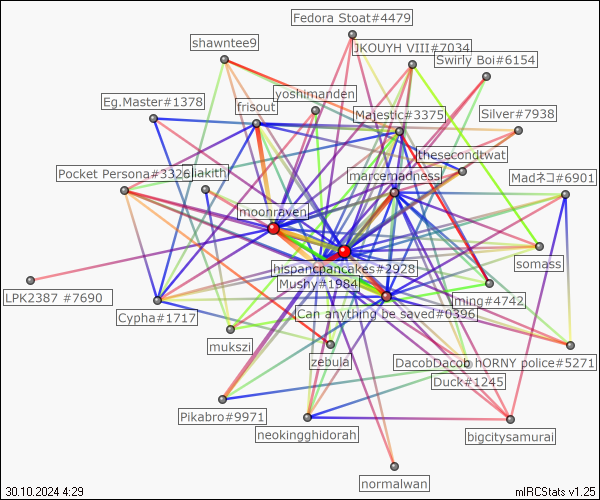 Fedora Stoat#4479
shawntee9
JKOUYH VIII#7034
Swirly Boi#6154
yoshimanden
Eg.Master#1378
frisout
Majestic#3375
Silver#7938
thesecondtwat
Pocket Persona#3326
liakith
marcemadness
Madネコ#6901
moonraven
somass
hispancpancakes#2928
Mushy#1984
LPK2387 #7690
ming#4742
Cypha#1717
Can anything be saved#0396
mukszi
zebula
DacobDacob
hORNY police#5271
Duck#1245
Pikabro#9971
neokingghidorah
bigcitysamurai
normalwan
30.10.2024 4:29
mIRCStats v1.25